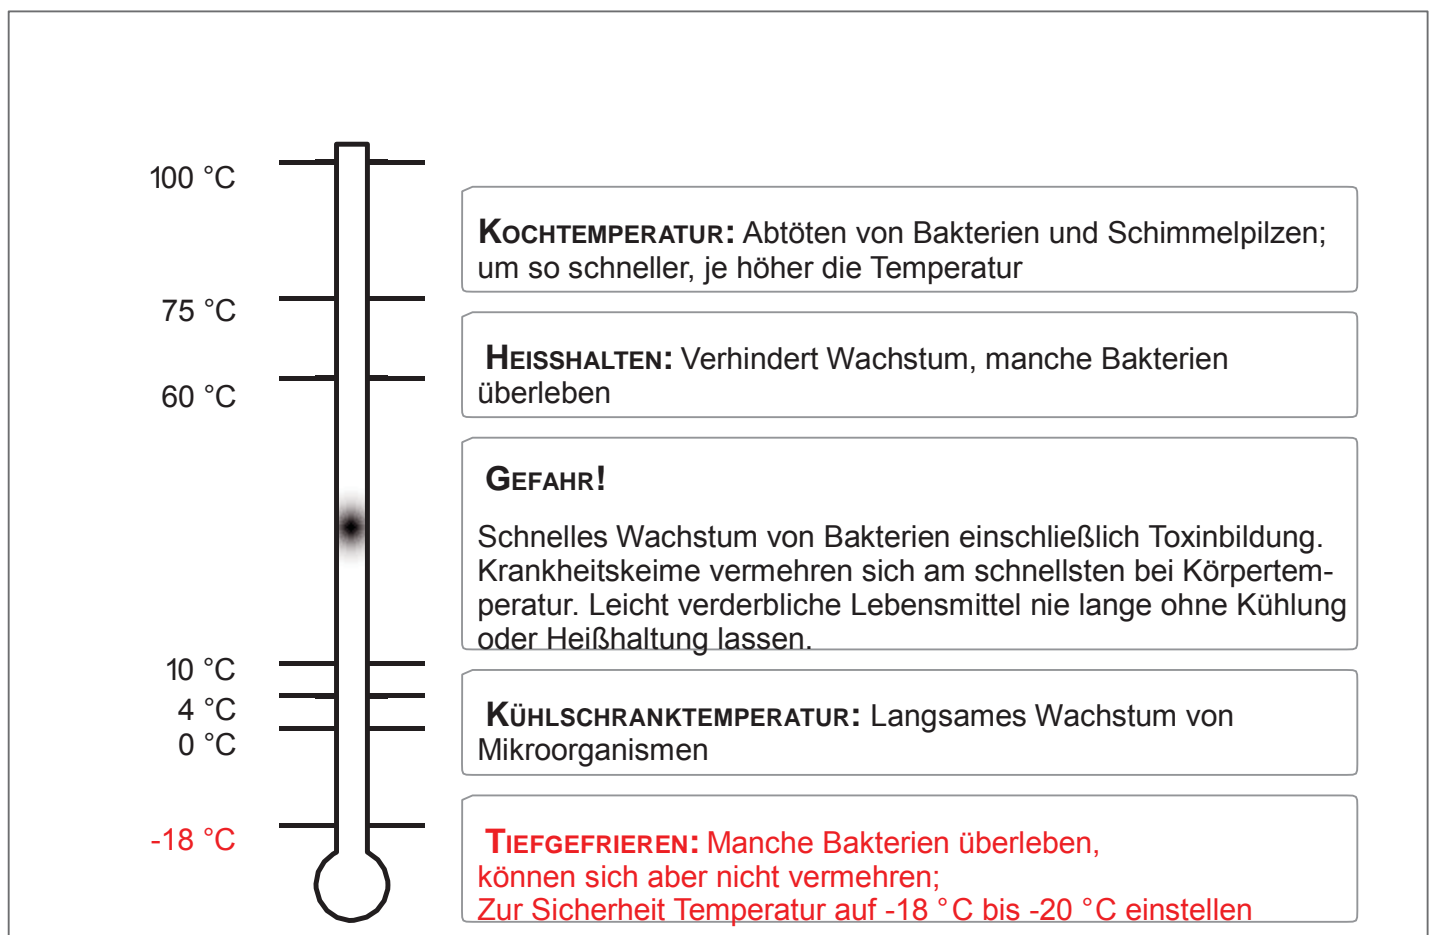 100 °C
KOCHTEMPERATUR: Abtöten von Bakterien und Schimmelpilzen;
um so schneller, je höher die Temperatur
75 °C
HEISSHALTEN: Verhindert Wachstum, manche Bakterien
überleben
60 °C
GEFAHR!
Schnelles Wachstum von Bakterien einschließlich Toxinbildung.
Krankheitskeime vermehren sich am schnellsten bei Körpertem-
peratur. Leicht verderbliche Lebensmittel nie lange ohne Kühlung
oder Heißhaltung lassen.
10 °C
4 °C
0 °C
KÜHLSCHRANKTEMPERATUR: Langsames Wachstum von
Mikroorganismen
-18 °C
TIEFGEFRIEREN: Manche Bakterien überleben,
können sich aber nicht vermehren;
Zur Sicherheit Temperatur auf -18 °C bis -20 °C einstellen